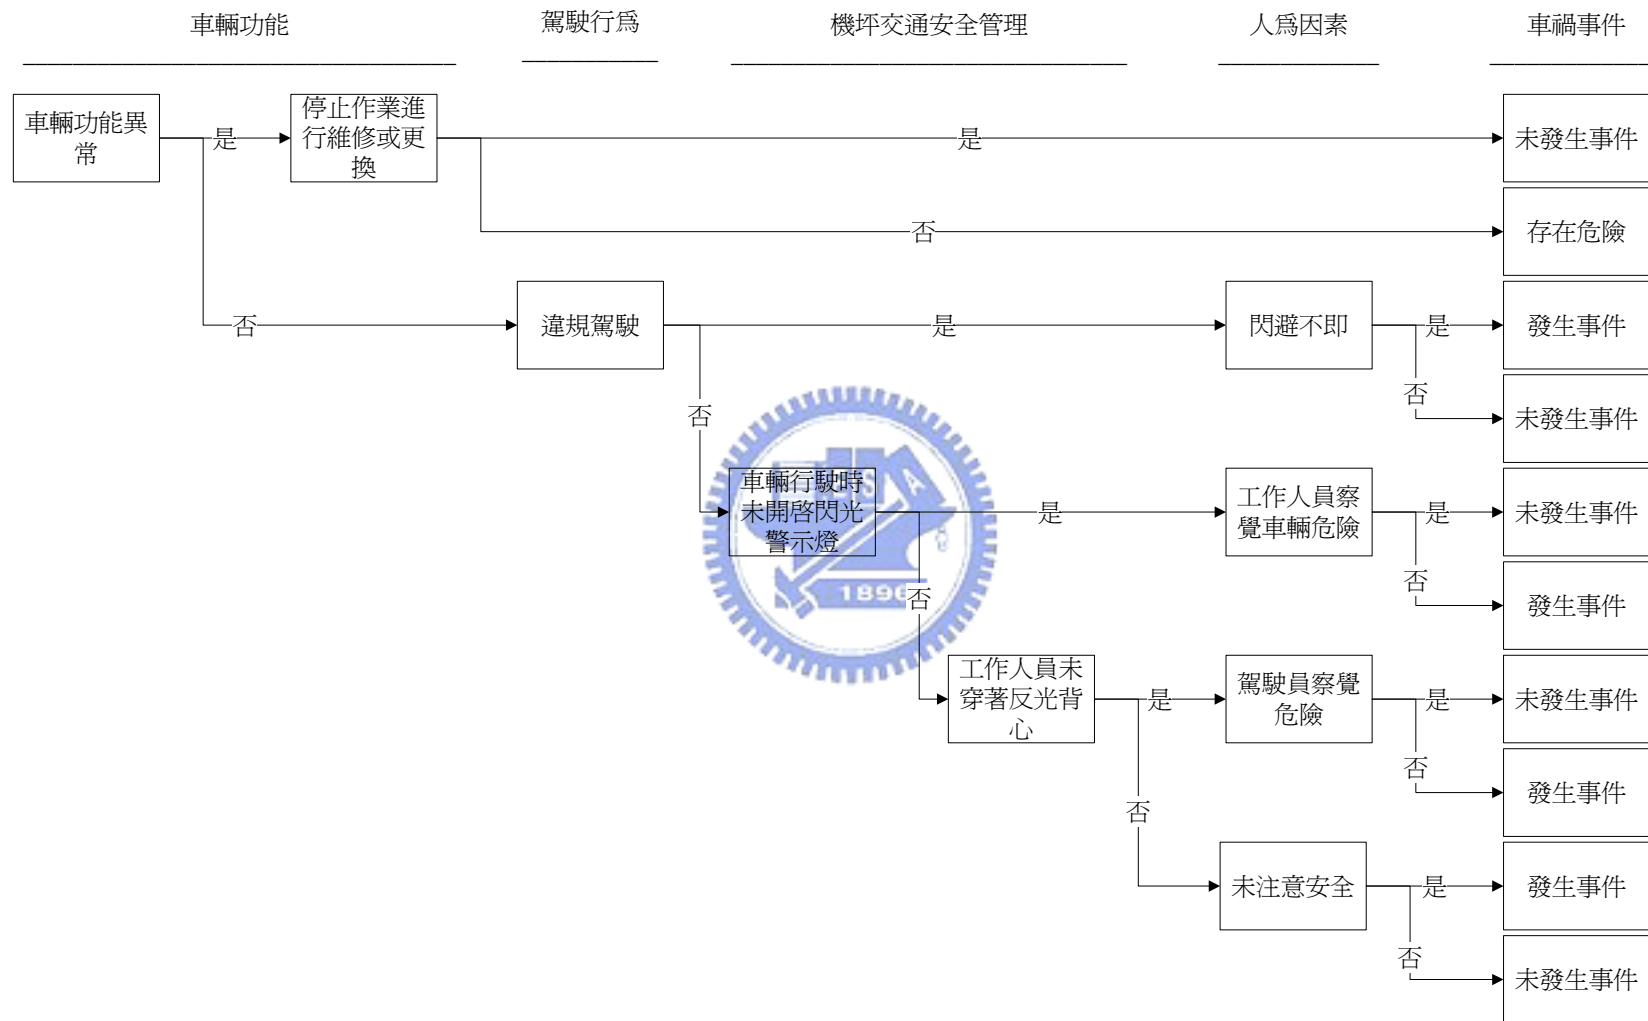 車輛功能
駕駛行爲
機坪交通安全管理
人爲因素
車禍事件
車輛功能異
常
是
停止作業進
行維修或更
換
是
未發生事件
否
存在危險
否
違規駕駛
是
閃避不即
是
發生事件
否
未發生事件
否
車輛行駛時
未開啓閃光
警示燈
是
工作人員察
覺車輛危險
是
未發生事件
否
發生事件
否
工作人員未
穿著反光背
心
是
駕駛員察覺
危險
是
未發生事件
否
發生事件
否
未注意安全
是
發生事件
否
未發生事件
1896